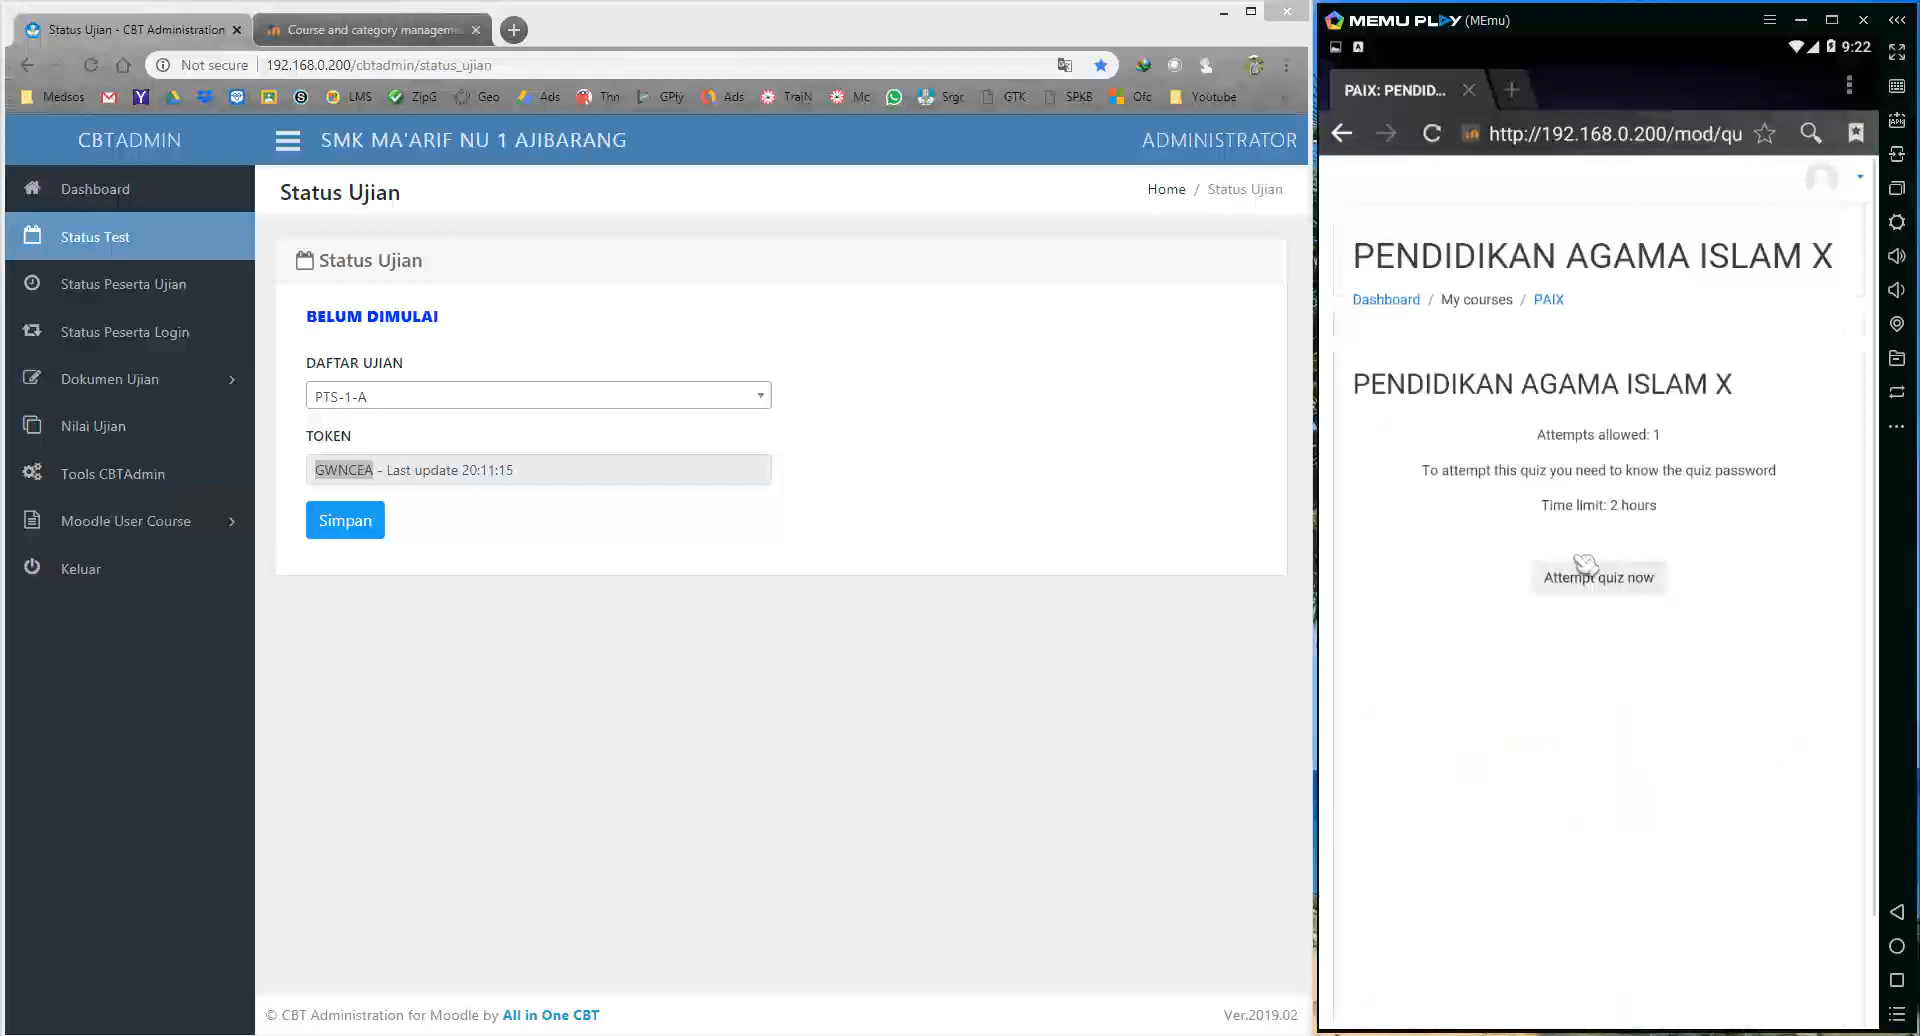 Status Ujian - CBT Administration
Course and category manageme
Not secure
192.168.0.200/cbtadmin/status_ujian
Medsos
LMS
ZipG
Geo
Ads
Thn
GPly
Ads
TrajN
Mc
Srgr
GTK
SPKB
Ofc
Youtube
CBTADMIN
SMK MA'ARIF NU 1 AJIBARANG
ADMINISTRATOR
Dashboard
Status Test
Status Peserta Ujian
Status Peserta Login
Dokumen Ujian
Nilai Ujian
Tools CBTAdmin
Moodle User Course
Keluar
Status Ujian
Home / Status Ujian
Status Ujian
BELUM DIMULAI
DAFTAR UJIAN
PTS-1-A
TOKEN
GWNCEA - Last update 20:11:15
Simpan
© CBT Administration for Moodle by All in One CBT
Ver.2019.02
MEMU PLAY (MEmu)
9:22
PAIX: PENDID...
http://192.168.0.200/mod/qu
PENDIDIKAN AGAMA ISLAM X
Dashboard / My courses / PAIX
PENDIDIKAN AGAMA ISLAM X
Attempts allowed: 1
To attempt this quiz you need to know the quiz password
Time limit: 2 hours
Attempt quiz now